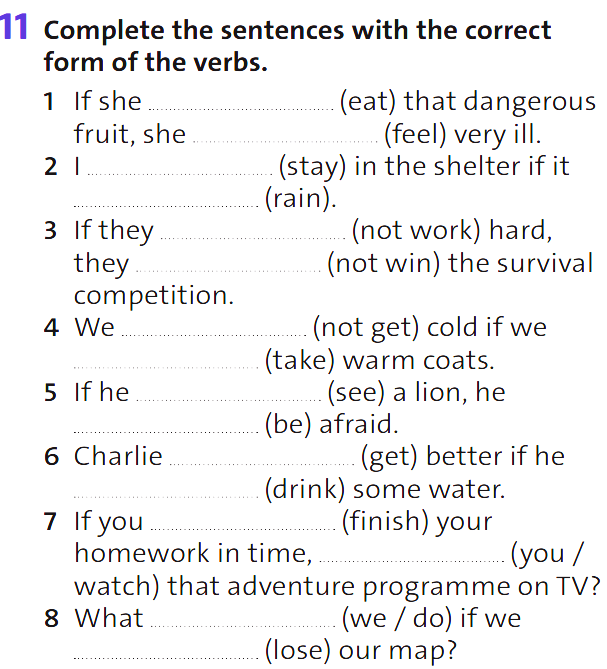 11 Complete the sentences with the correct
form of the verbs.
1 If she .................... (eat) that dangerous
fruit, she .................... (feel) very ill.
2 I .................... (stay) in the shelter if it
.................... (rain).
3 If they .................... (not work) hard,
they .................... (not win) the survival
competition.
4 We .................... (not get) cold if we
.................... (take) warm coats.
5 If he .................... (see) a lion, he
.................... (be) afraid.
6 Charlie .................... (get) better if he
.................... (drink) some water.
7 If you .................... (finish) your
homework in time, .................... (you /
watch) that adventure programme on TV?
8 What .................... (we / do) if we
.................... (lose) our map?